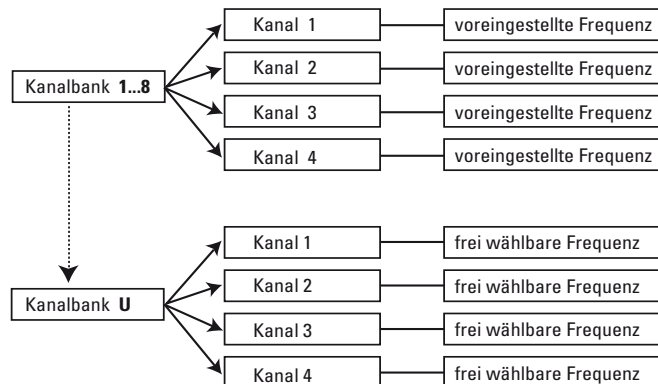 Kanal 1 voreingestellte Frequenz
Kanal 2 voreingestellte Frequenz
Kanalbank 1...8
Kanal 3 voreingestellte Frequenz
Kanal 4 voreingestellte Frequenz
Kanal 1 frei wählbare Frequenz
Kanal 2 frei wählbare Frequenz
Kanalbank U
Kanal 3 frei wählbare Frequenz
Kanal 4 frei wählbare Frequenz